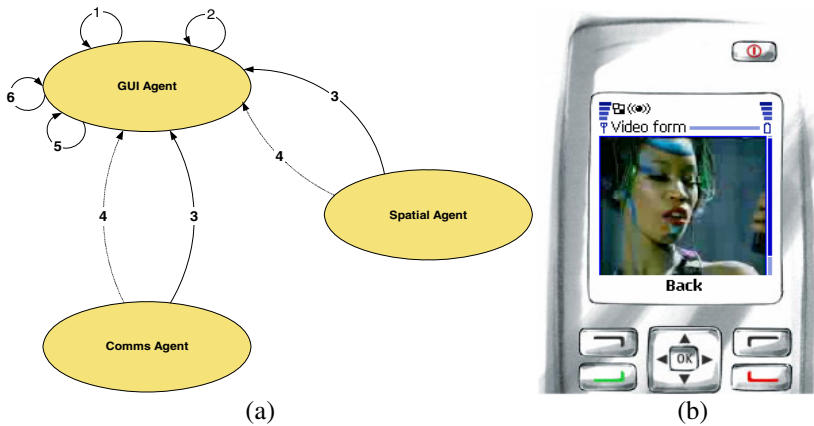 1
2
GUI Agent
6
5
3
4
4
3
Spatial Agent
Comms Agent
(a)
Video form
Back
OK
(b)